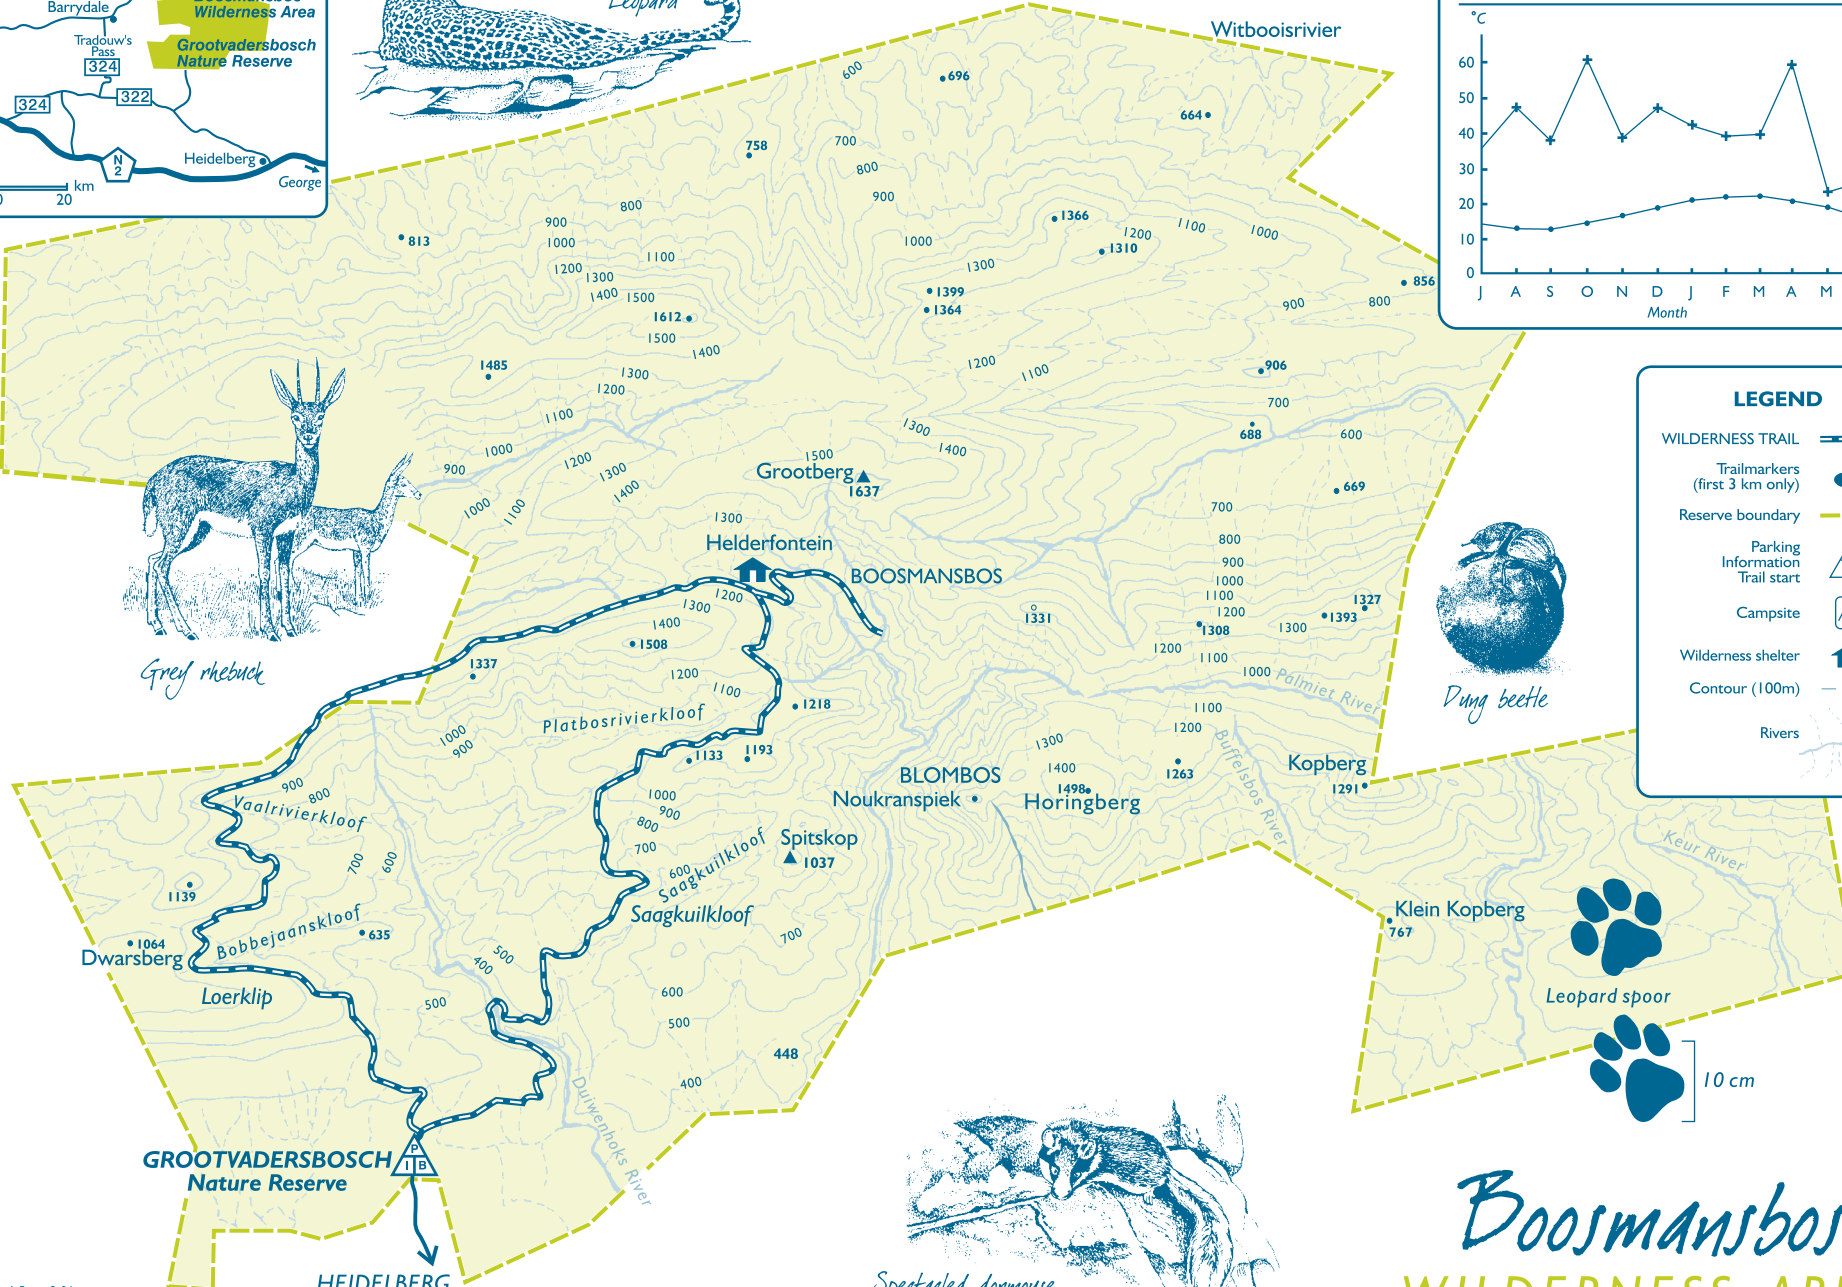 Barrydale
Boosmansbos
Wilderness Area
Tradouw's
Pass
324
Grootvadersbosch
Nature Reserve
324
322
N
2
Heidelberg
George
km
0
20
Leopard
Witbooisrivier
600
696
664
758
700
800
900
800
813
900
1000
1100
1200
1300
1400
1500
1612
1500
1400
1485
1300
1200
1100
1000
900
1000
1100
1200
1300
1400
1366
1200
1100
1000
1310
1000
1300
1399
1364
900
800
856
1200
1100
906
700
688
600
1300
1400
1500
Grootberg
1637
669
700
800
900
1000
1100
1200
1300
1308
1393
1327
1331
1300
Helderfontein
BOOSMANSBOS
1200
1300
1400
1508
1337
1200
1100
1218
Platbosrivierkloof
1000
900
1133
1193
1200
1100
1000
Palmiet River
1100
1200
1300
1400
1263
Buffelsbos River
Kopberg
1291
BLOMBOS
Noukranspiek
1498
Horingberg
900
800
Vaalrivierkloof
700
600
1000
900
800
700
600
Saagkuilkloof
Spitskop
1037
Saagkuilkloof
1139
Bobbejaanskloof
635
1064
Dwarsberg
Loerklip
500
400
500
700
600
500
448
400
Duiwenhoks River
GROOTVADERSBOSCH
Nature Reserve
P
I
B
HEIDELBERG
Grey rhebuck
Spectacled dormouse
Keur River
Klein Kopberg
767
Leopard spoor
10 cm
Dung beetle
°C
60
50
40
30
20
10
0
J A S O N D J F M A M
Month
LEGEND
WILDERNESS TRAIL
Trailmarkers
(first 3 km only)
Reserve boundary
Parking
Information
Trail start
Campsite
Wilderness shelter
Contour (100m)
Rivers
Boosmansbos